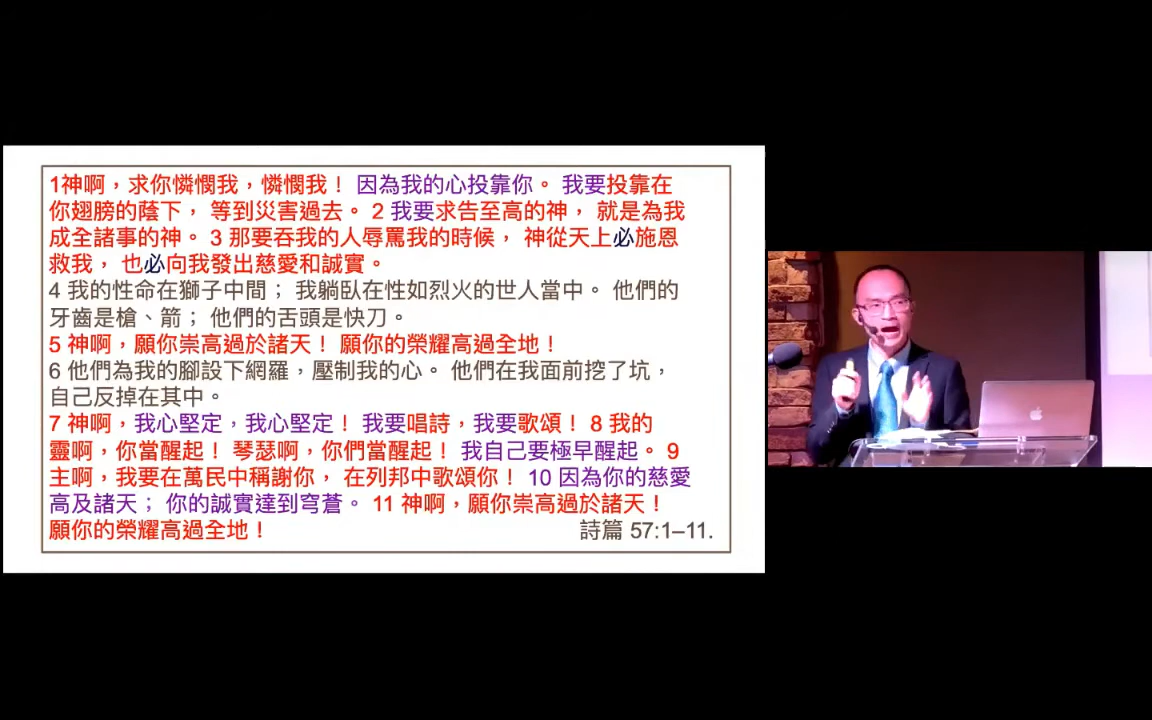 1神啊，求你憐憫我，憐憫我！ 因為我的心投靠你。 我要投靠在
你翅膀的蔭下， 等到災害過去。 2 我要求告至高的神， 就是為我
成全諸事的神。 3 那要吞我的人辱罵我的時候， 神從天上必施恩
救我， 也必向我發出慈愛和誠實。
4 我的性命在獅子中間； 我躺臥在性如烈火的世人當中。 他們的
牙齒是槍、箭； 他們的舌頭是快刀。
5 神啊，願你崇高過於諸天！ 願你的榮耀高過全地！
6 他們為我的腳設下網羅，壓制我的心。 他們在我面前挖了坑，
自己反掉在其中。
7 神啊，我心堅定，我心堅定！ 我要唱詩，我要歌頌！ 8 我的
靈啊，你當醒起！ 琴瑟啊，你們當醒起！ 我自己要極早醒起。 9
主啊，我要在萬民中稱謝你， 在列邦中歌頌你！ 10 因為你的慈愛
高及諸天； 你的誠實達到穹蒼。 11 神啊，願你崇高過於諸天！
願你的榮耀高過全地！ 詩篇 57:1–11.